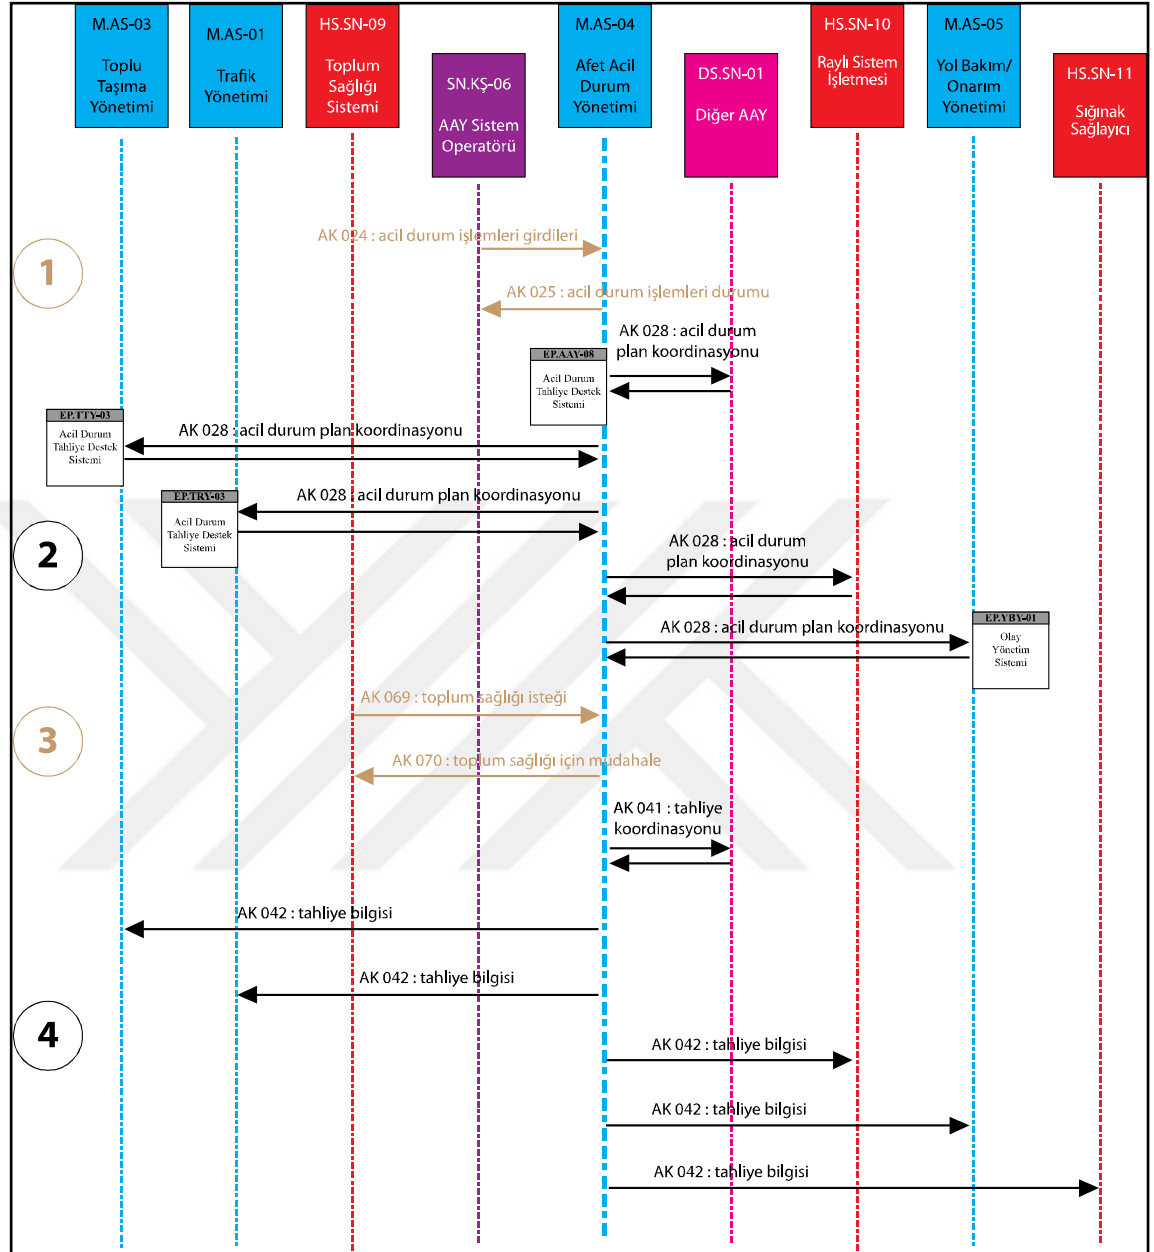 M.AS-03
Toplu
Taşıma
Yönetimi
M.AS-01
Trafik
Yönetimi
HS.SN-09
Toplum
Sağlığı
Sistemi
SN.KŞ-06
AAY Sistem
Operatörü
M.AS-04
Afet Acil
Durum
Yönetimi
DS.SN-01
Diğer AAY
HS.SN-10
Raylı Sistem
İşletmesi
M.AS-05
Yol Bakım/
Onarım
Yönetimi
HS.SN-11
Sığınak
Sağlayıcı
1
AK 024 : acil durum işlemleri girdileri
AK 025 : acil durum işlemleri durumu
AK 028 : acil durum
plan koordinasyonu
EP.AAY-08
Acil Durum
Tahliye Destek
Sistemi
EP.TTY-03
Acil Durum
Tahliye Destek
Sistemi
AK 028 : acil durum plan koordinasyonu
EP.TRY-03
Acil Durum
Tahliye Destek
Sistemi
AK 028 : acil durum plan koordinasyonu
2
AK 028 : acil durum
plan koordinasyonu
AK 028 : acil durum plan koordinasyonu
EP.YBY-01
Olay
Yönetim
Sistemi
3
AK 069 : toplum sağlığı isteği
AK 070 : toplum sağlığı için müdahale
AK 041 : tahliye
koordinasyonu
AK 042 : tahliye bilgisi
AK 042 : tahliye bilgisi
4
AK 042 : tahliye bilgisi
AK 042 : tahliye bilgisi
AK 042 : tahliye bilgisi